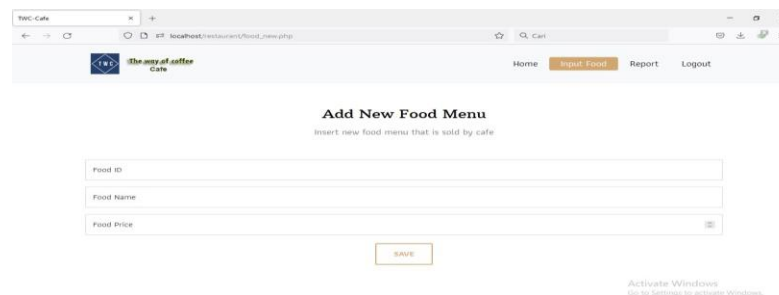 TWC-Cafe
localhost/restaurant/food_new.php
Cari
TWC
The way of coffee
Cafe
Home Input Food Report Logout
Add New Food Menu
Insert new food menu that is sold by cafe
Food ID
Food Name
Food Price
SAVE
Activate Windows
Go to Settings to activate Windows.